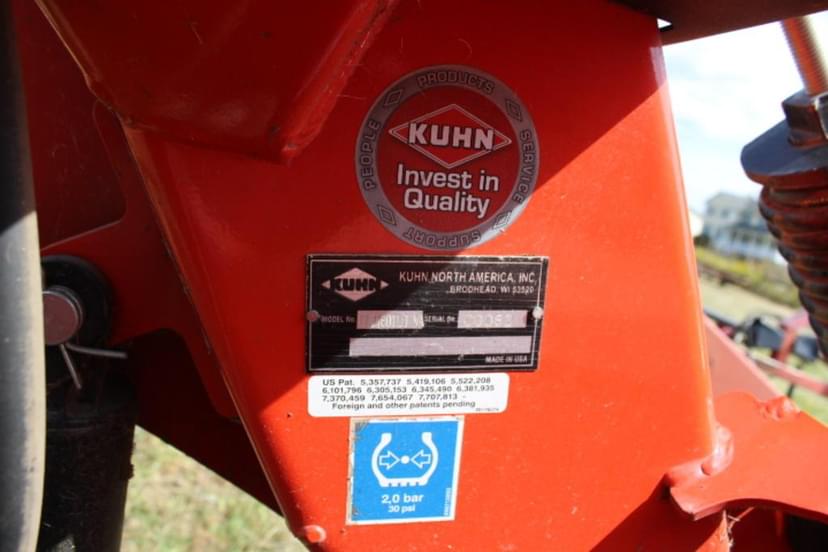 PEOPLE PRODUCTS SERVICE
KUHN
Invest in
Quality
SUPPORT
KUHN
KUHN NORTH AMERICA, INC.
BRODHEAD, WI 53520
MODEL No.
SERIAL No.
MADE IN USA
US Pat. 5,357,737 5,419,106 5,522,208
6,101,796 6,305,153 6,345,490 6,381,935
7,370,459 7,654,067 7,707,813 -
Foreign and other patents pending
2,0 bar
30 psi